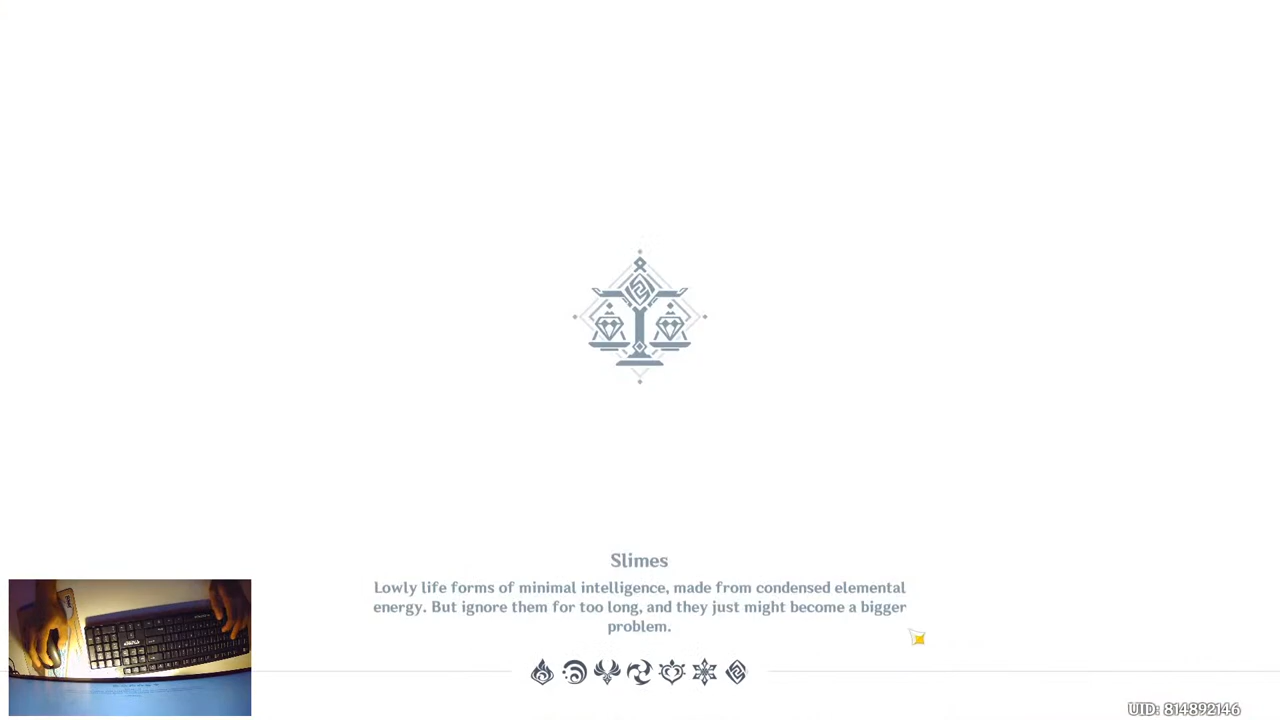 Slimes
Lowly life forms of minimal intelligence, made from condensed elemental
energy. But ignore them for too long, and they just might become a bigger
problem.
UID: 814892146